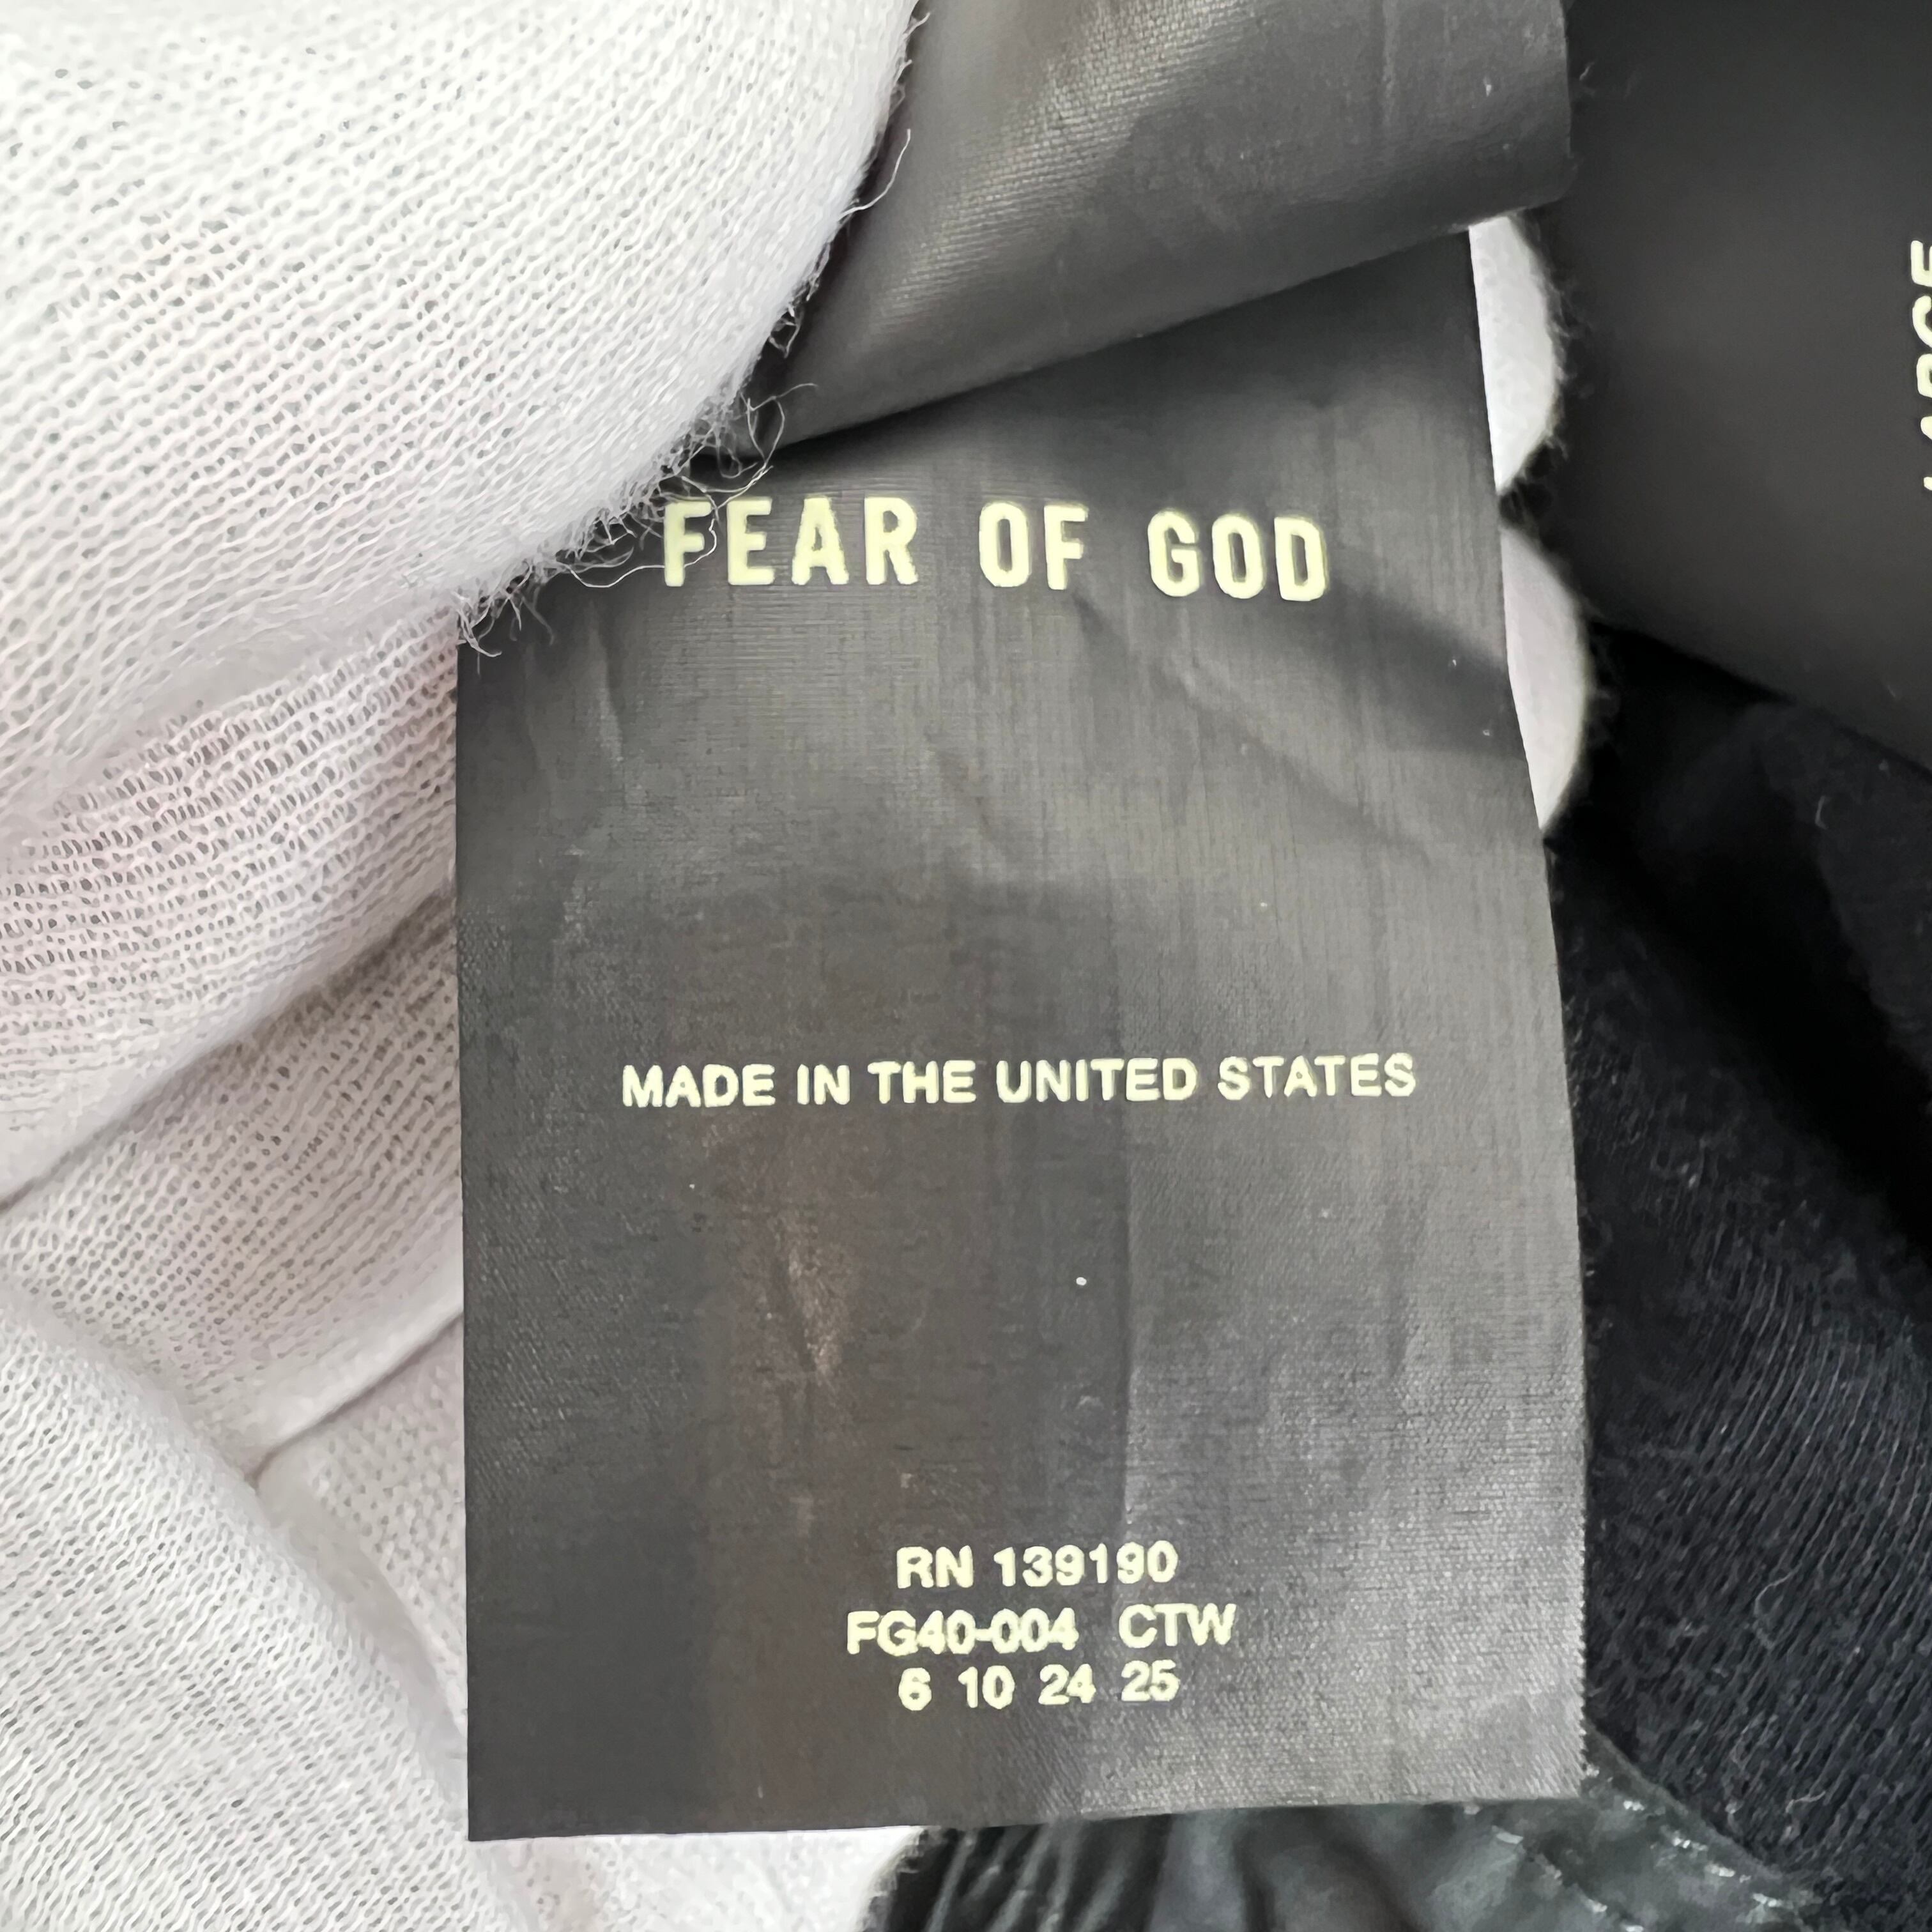 FEAR OF GOD
MADE IN THE UNITED STATES
RN 139190
FG40-004 CTW
6 10 24 25